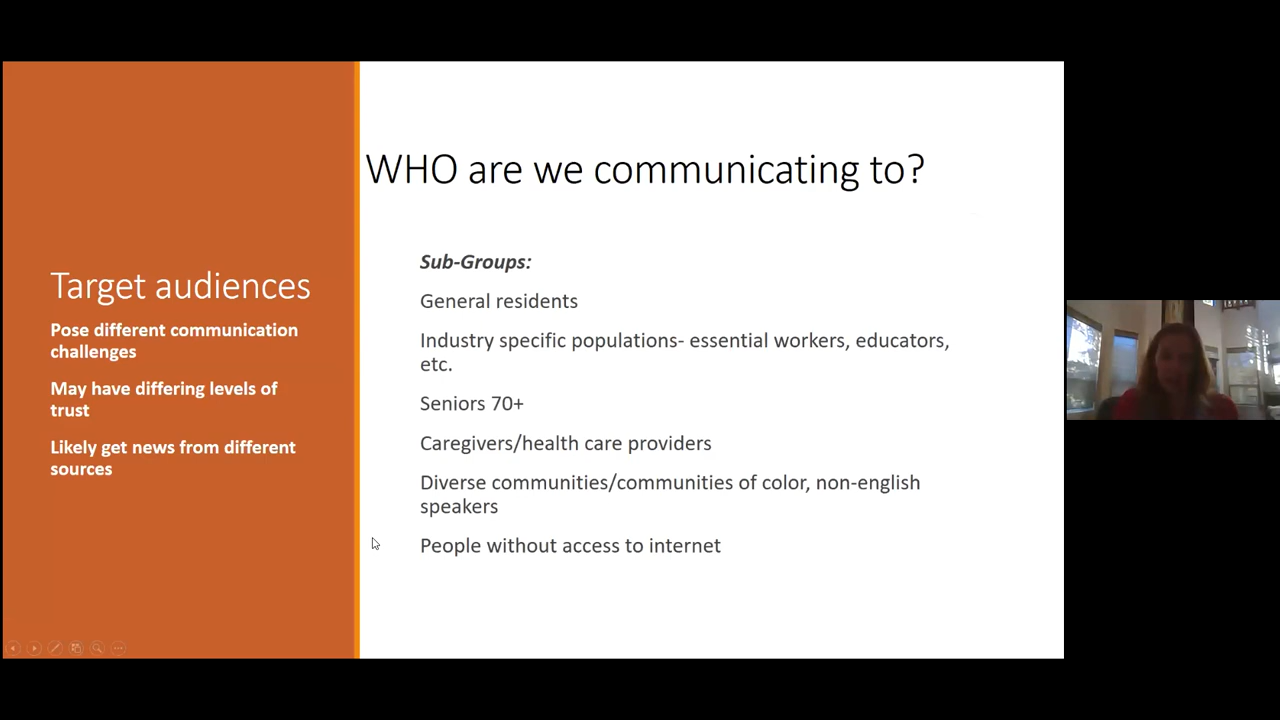 WHO are we communicating to?
Target audiences
Pose different communication
challenges
May have differing levels of
trust
Likely get news from different
sources
Sub-Groups:
General residents
Industry specific populations- essential workers, educators,
etc.
Seniors 70+
Caregivers/health care providers
Diverse communities/communities of color, non-english
speakers
People without access to internet